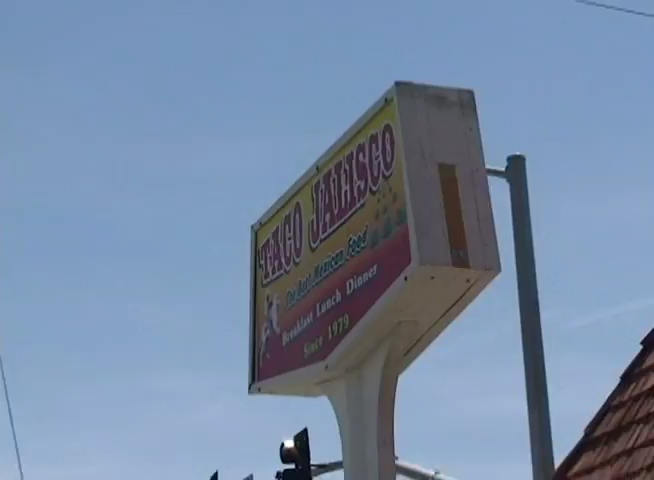 TACO JALISCO
The Best Mexican Food
Breakfast Lunch Dinner
Since 1979